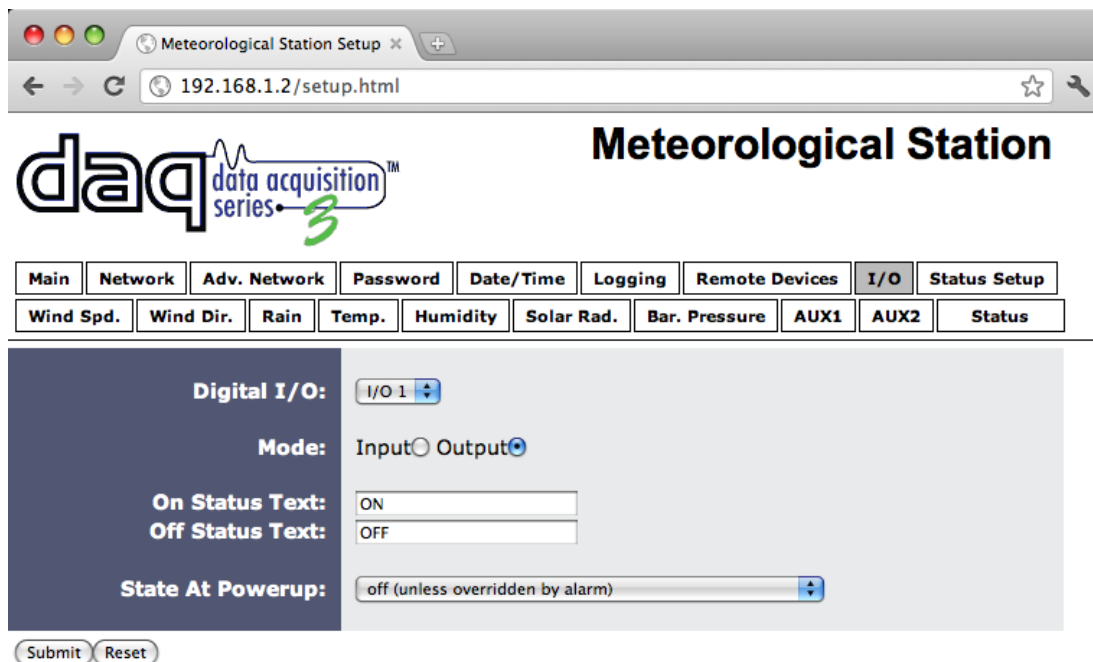 Meteorological Station Setup
192.168.1.2/setup.html
daq data acquisition™
series 3
Meteorological Station
Main Network Adv. Network Password Date/Time Logging Remote Devices I/O Status Setup
Wind Spd. Wind Dir. Rain Temp. Humidity Solar Rad. Bar. Pressure AUX1 AUX2 Status
Digital I/O: I/O 1
Mode: Input Output
On Status Text: ON
Off Status Text: OFF
State At Powerup: off (unless overridden by alarm)
Submit Reset